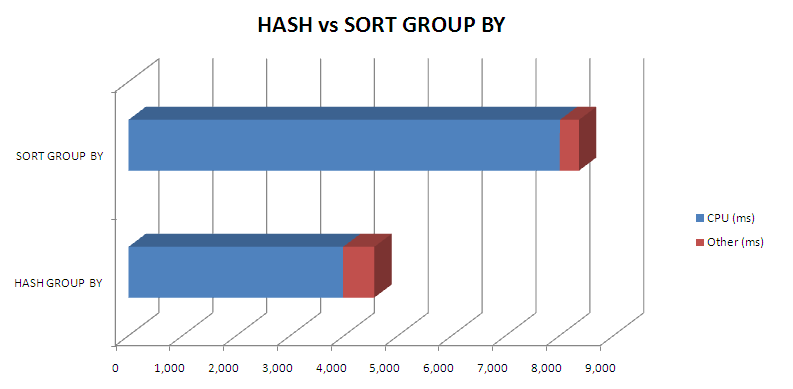 HASH vs SORT GROUP BY
SORT GROUP BY
HASH GROUP BY
CPU (ms)
Other (ms)
0 1,000 2,000 3,000 4,000 5,000 6,000 7,000 8,000 9,000